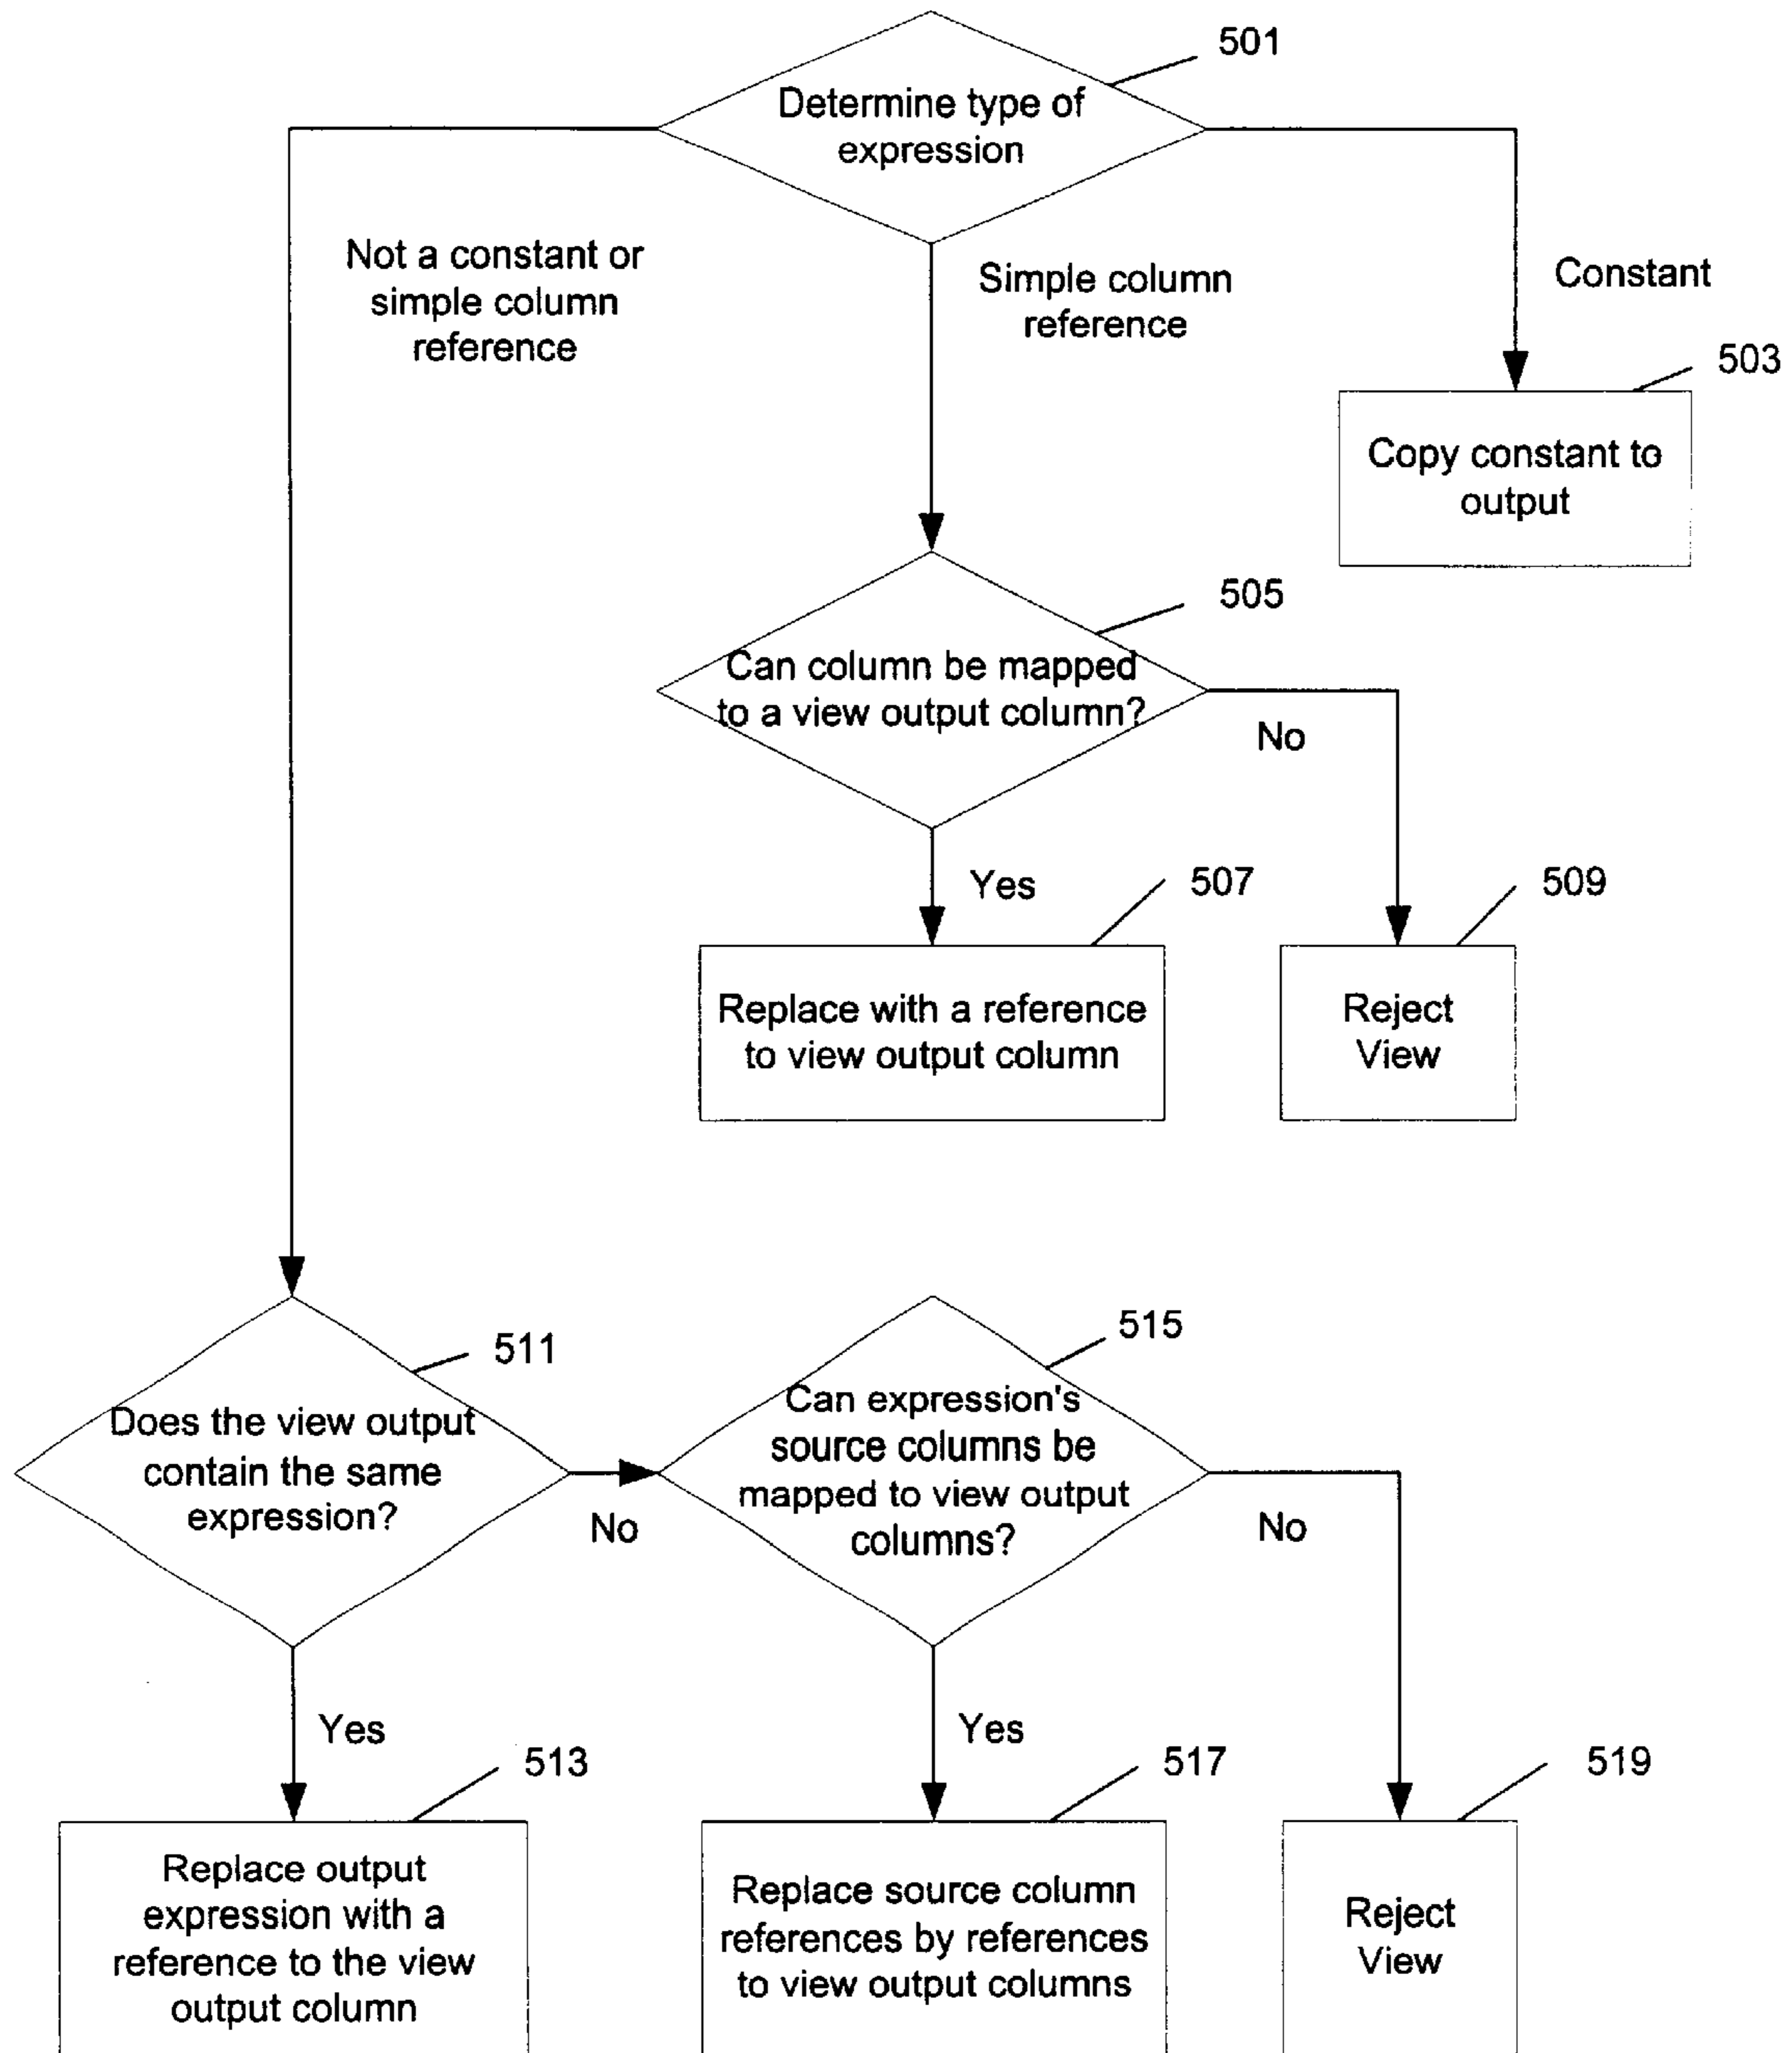 501
Determine type of
expression
Not a constant or
simple column
reference
Simple column
reference
Constant
503
Copy constant to
output
505
Can column be mapped
to a view output column?
No
Yes
507
509
Replace with a reference
to view output column
Reject
View
511
515
Does the view output
contain the same
expression?
No
Can expression's
source columns be
mapped to view output
columns?
No
Yes
513
Yes
517
519
Replace output
expression with a
reference to the view
output column
Replace source column
references by references
to view output columns
Reject
View